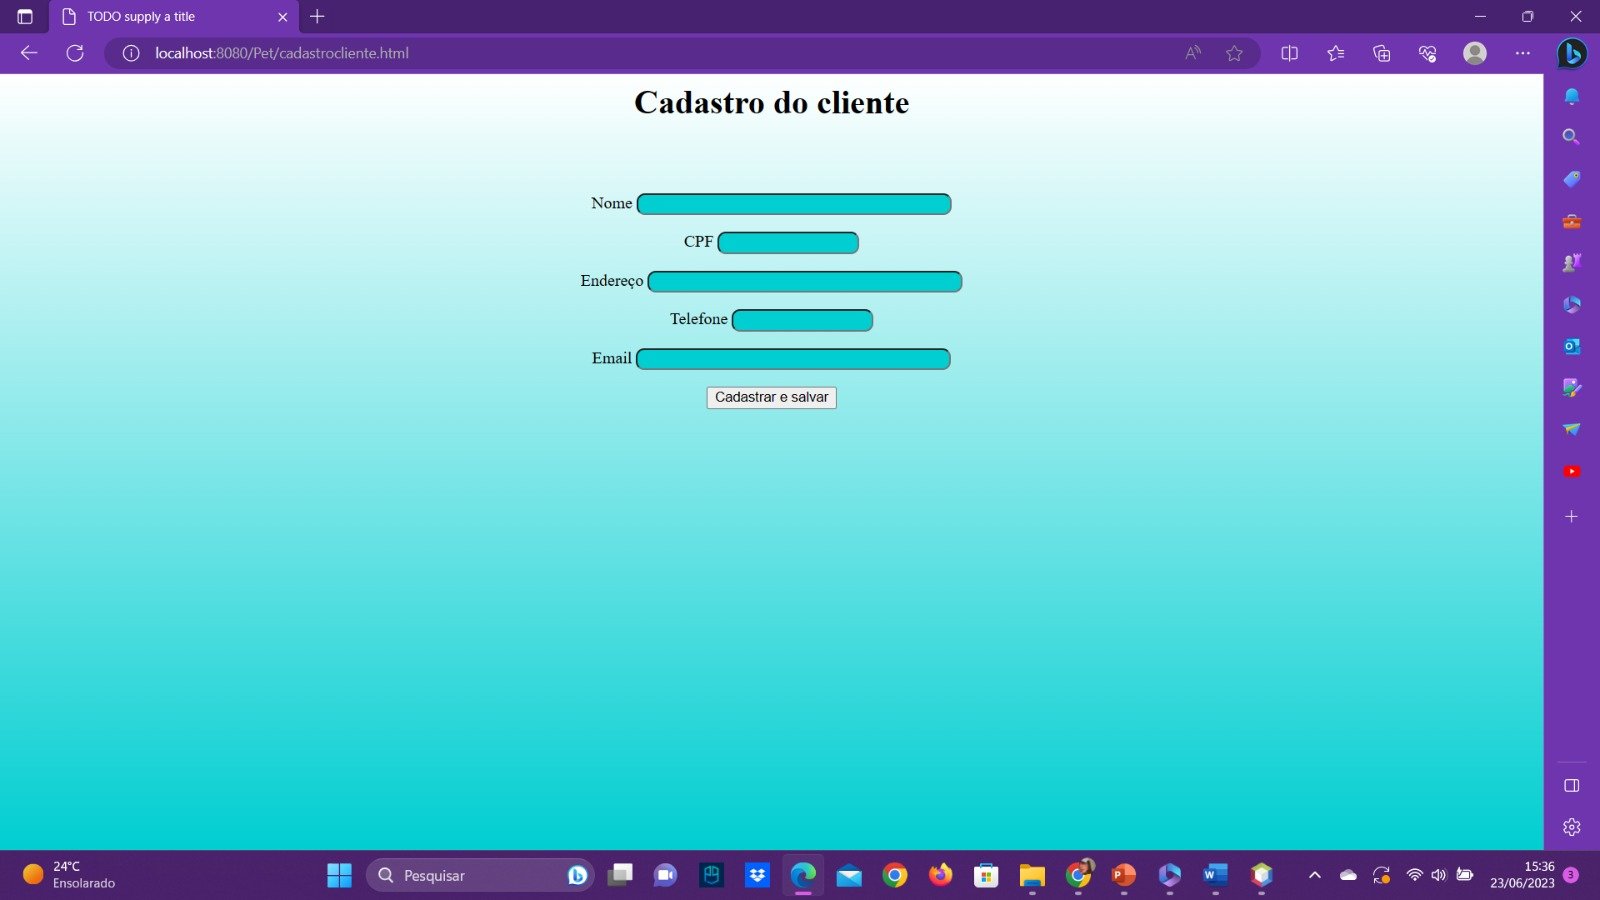 TODO supply a title
localhost:8080/Pet/cadastrocliente.html
Cadastro do cliente
Nome
CPF
Endereço
Telefone
Email
Cadastrar e salvar
24°C
Ensolarado
Pesquisar
15:36
23/06/2023
3